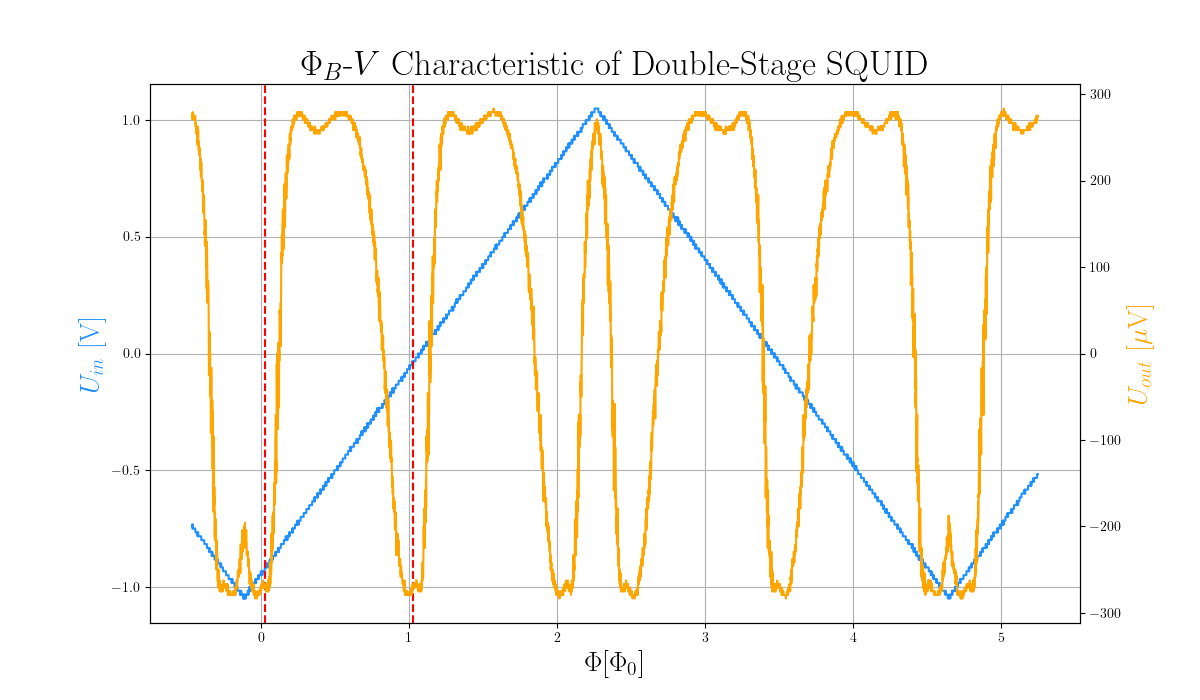 Φ_B-V Characteristic of Double-Stage SQUID
1.0
0.5
0.0
−0.5
−1.0
U_in [V]
300
200
100
0
−100
−200
−300
U_out [μV]
0 1 2 3 4 5
Φ[Φ_0]